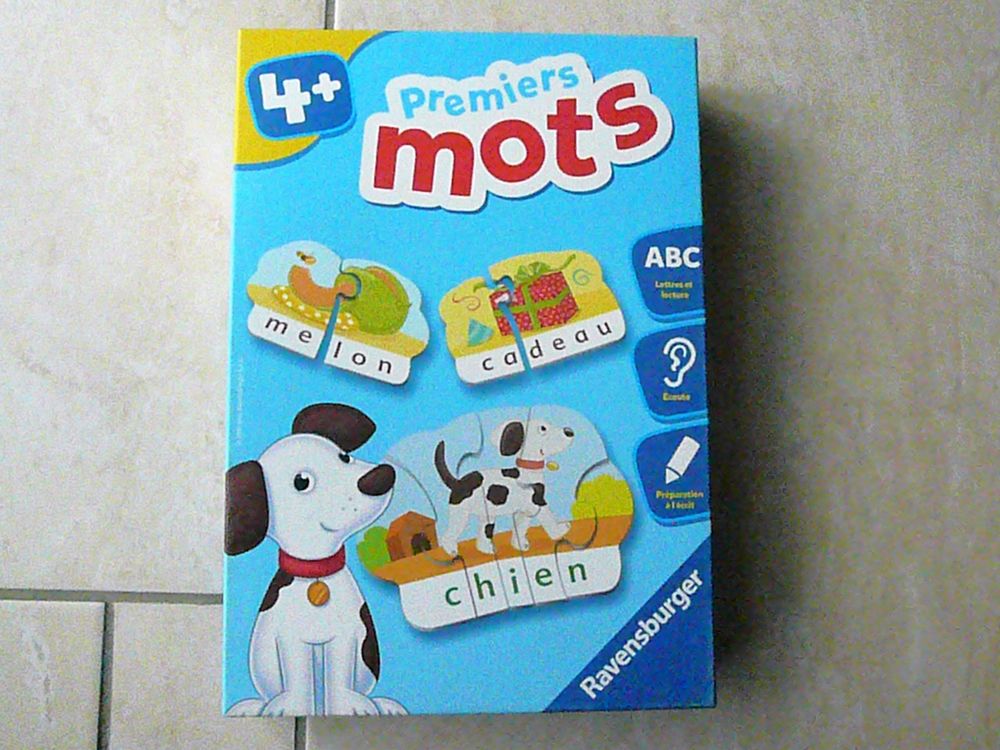 4+
Premiers
mots
melon
cadeau
chien
ABC
Lettres et
lecture
Écoute
Préparation
à l'écrit
Ravensburger